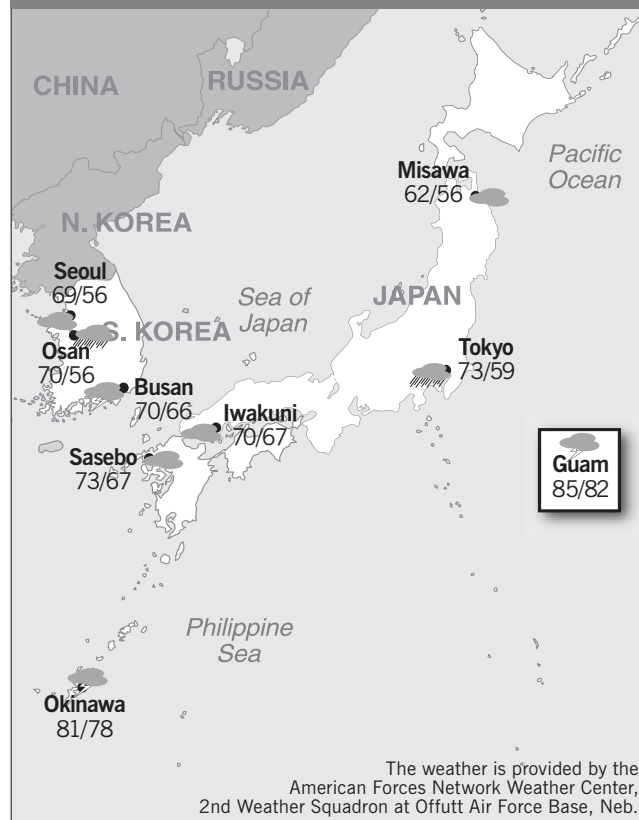 CHINA
RUSSIA
Pacific
Ocean
Misawa
62/56
N. KOREA
Seoul
69/56
Sea of
Japan
JAPAN
S. KOREA
Osan
70/56
Tokyo
73/59
Busan
70/66
Iwakuni
70/67
Sasebo
73/67
Guam
85/82
Philippine
Sea
Okinawa
81/78
The weather is provided by the
American Forces Network Weather Center,
2nd Weather Squadron at Offutt Air Force Base, Neb.